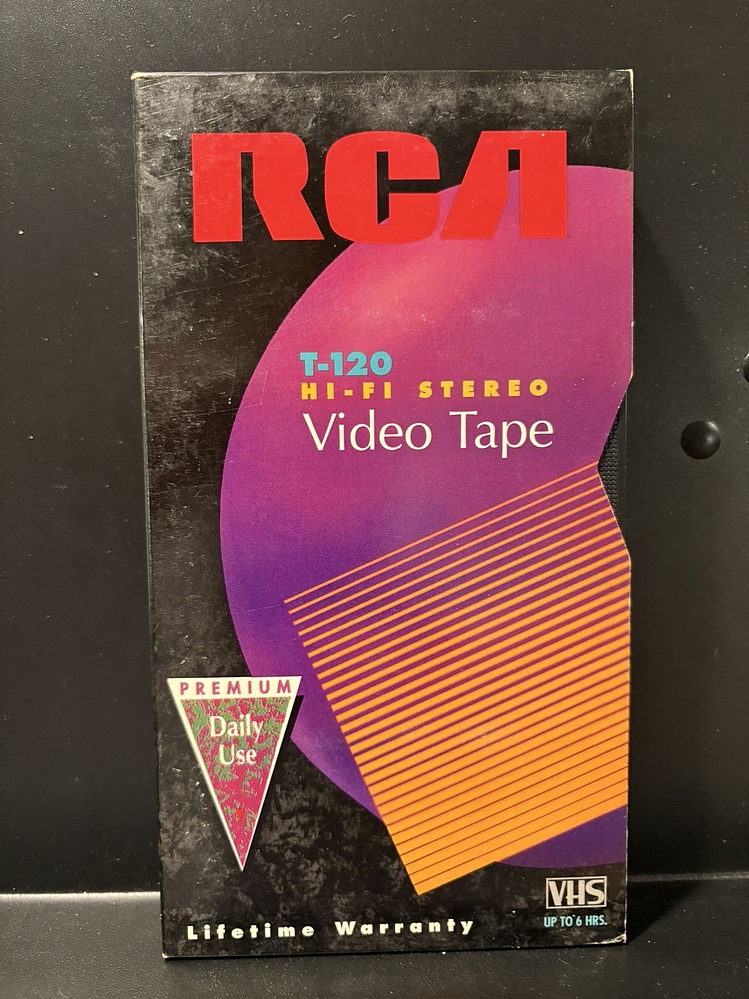 RCA
T-120
HI-FI STEREO
Video Tape
PREMIUM
Daily
Use
VHS
UP TO 6 HRS.
Lifetime Warranty